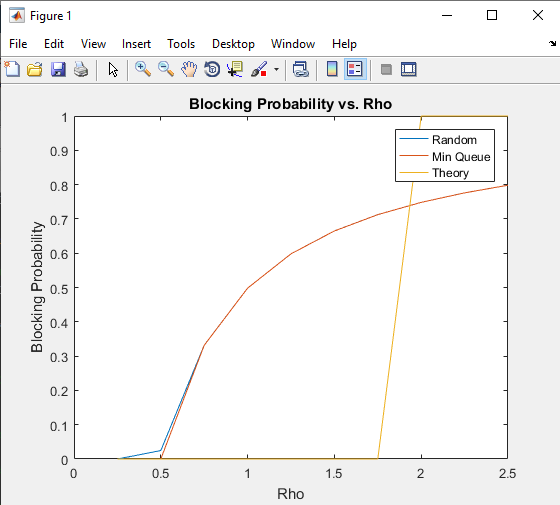 Figure 1
File Edit View Insert Tools Desktop Window Help
Blocking Probability vs. Rho
Random
Min Queue
Theory
Blocking Probability
1
0.9
0.8
0.7
0.6
0.5
0.4
0.3
0.2
0.1
0
0 0.5 1 1.5 2 2.5
Rho